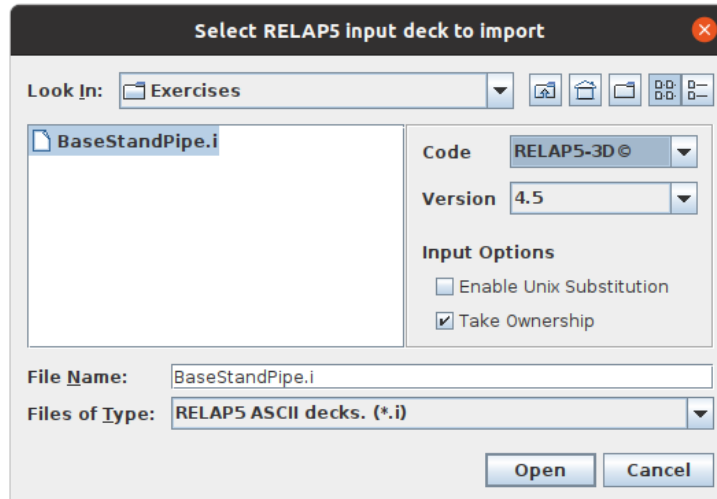 Select RELAP5 input deck to import
Look In: Exercises
BaseStandPipe.i
Code RELAP5-3D©
Version 4.5
Input Options
Enable Unix Substitution
Take Ownership
File Name: BaseStandPipe.i
Files of Type: RELAP5 ASCII decks. (*.i)
Open Cancel